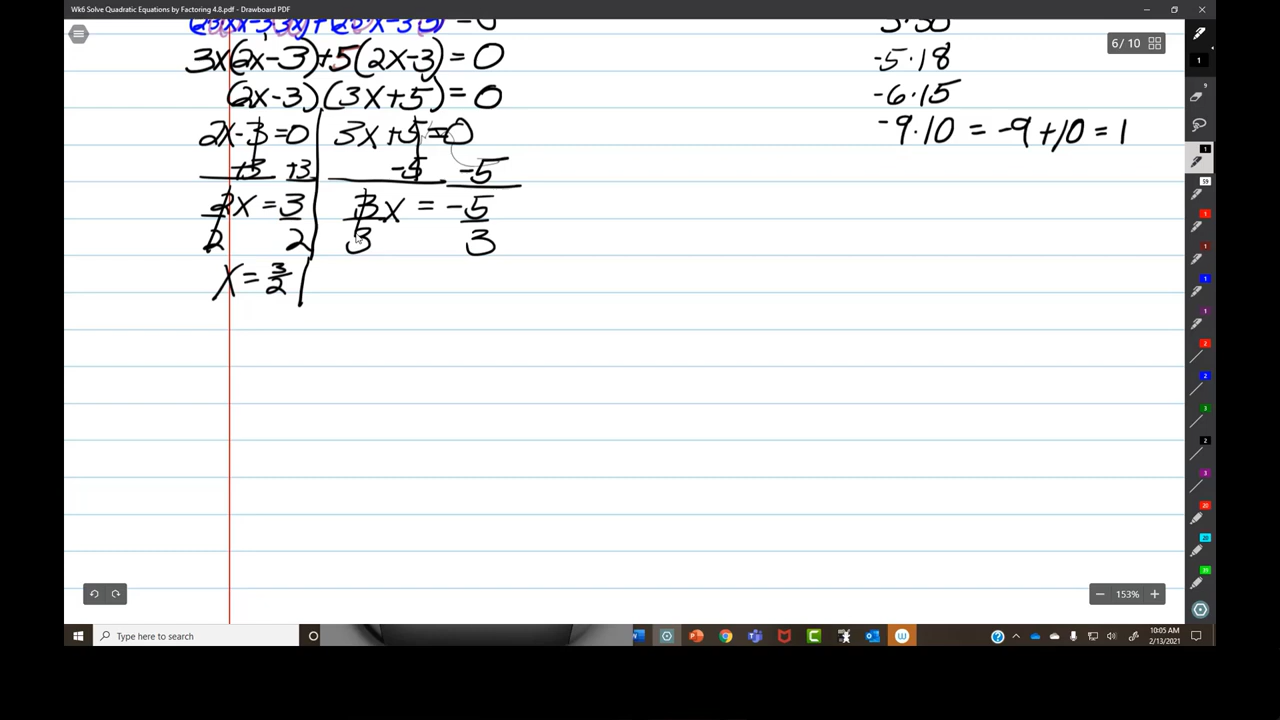 Wk6 Solve Quadratic Equations by Factoring 4.8.pdf - Drawboard PDF
6 / 10
3x(2x-3)+5(2x-3)=0
-5·18
(2x-3)(3x+5)=0
-6·15
2x-3=0 3x+5=0
-9·10 = -9+10 = 1
+3 +3 -5 -5
2x = 3 3x = -5
2 2 3 3
x = 3/2
153%
Type here to search
10:05 AM
2/13/2021